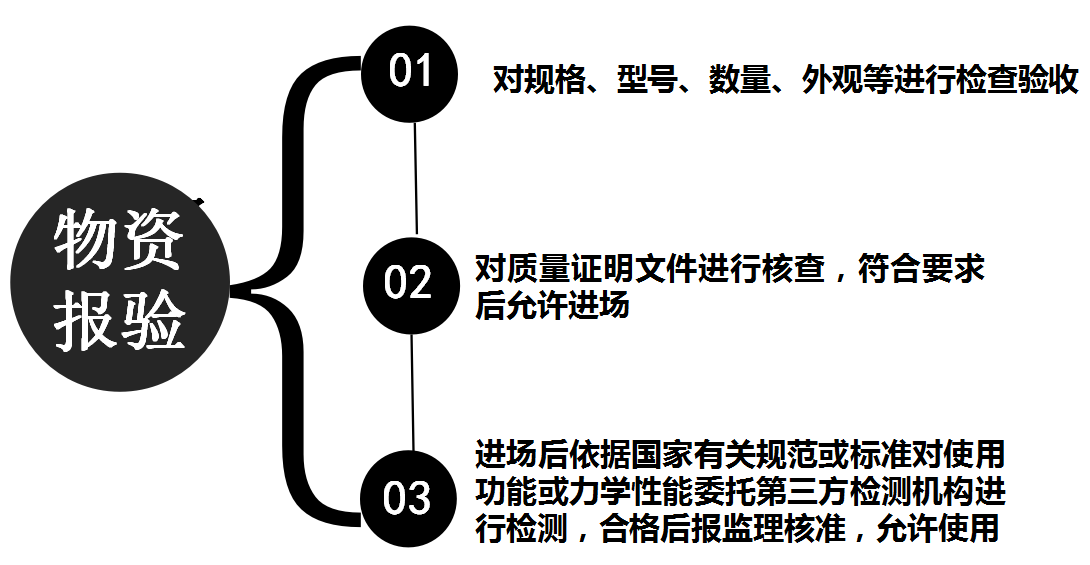 物资
报验
01
对规格、型号、数量、外观等进行检查验收
02
对质量证明文件进行核查，符合要求
后允许进场
03
进场后依据国家有关规范或标准对使用
功能或力学性能委托第三方检测机构进
行检测，合格后报监理核准，允许使用